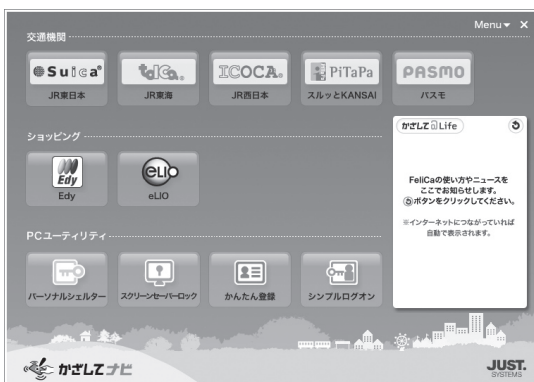 Menu▼ ×
交通機関
Suica
TOICA
ICOCA
PiTaPa
PASMO
JR東日本
JR東海
JR西日本
スルッとKANSAI
パスモ
かざして Life
FeliCaの使い方やニュースを
ここでお知らせします。
ボタンをクリックしてください。
※インターネットにつながっていれば
自動で表示されます。
ショッピング
Edy
eLIO
Edy
eLIO
PCユーティリティ
パーソナルシェルター
スクリーンセーバーロック
かんたん登録
シンプルログオン
かざしてナビ
JUST.
SYSTEMS